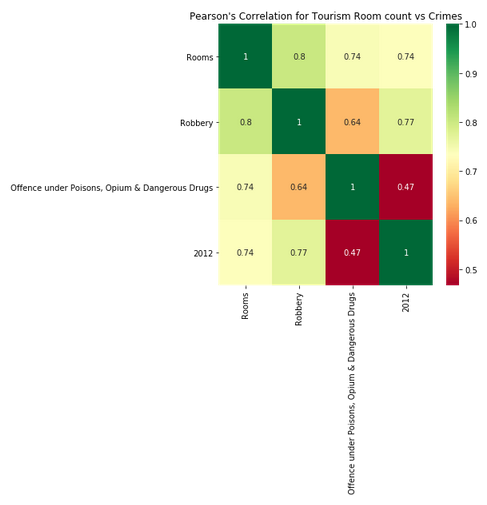 Pearson's Correlation for Tourism Room count vs Crimes
Rooms 1 0.8 0.74 0.74
Robbery 0.8 1 0.64 0.77
Offence under Poisons, Opium & Dangerous Drugs 0.74 0.64 1 0.47
2012 0.74 0.77 0.47 1
Rooms
Robbery
Offence under Poisons, Opium & Dangerous Drugs
2012
1.0
0.9
0.8
0.7
0.6
0.5